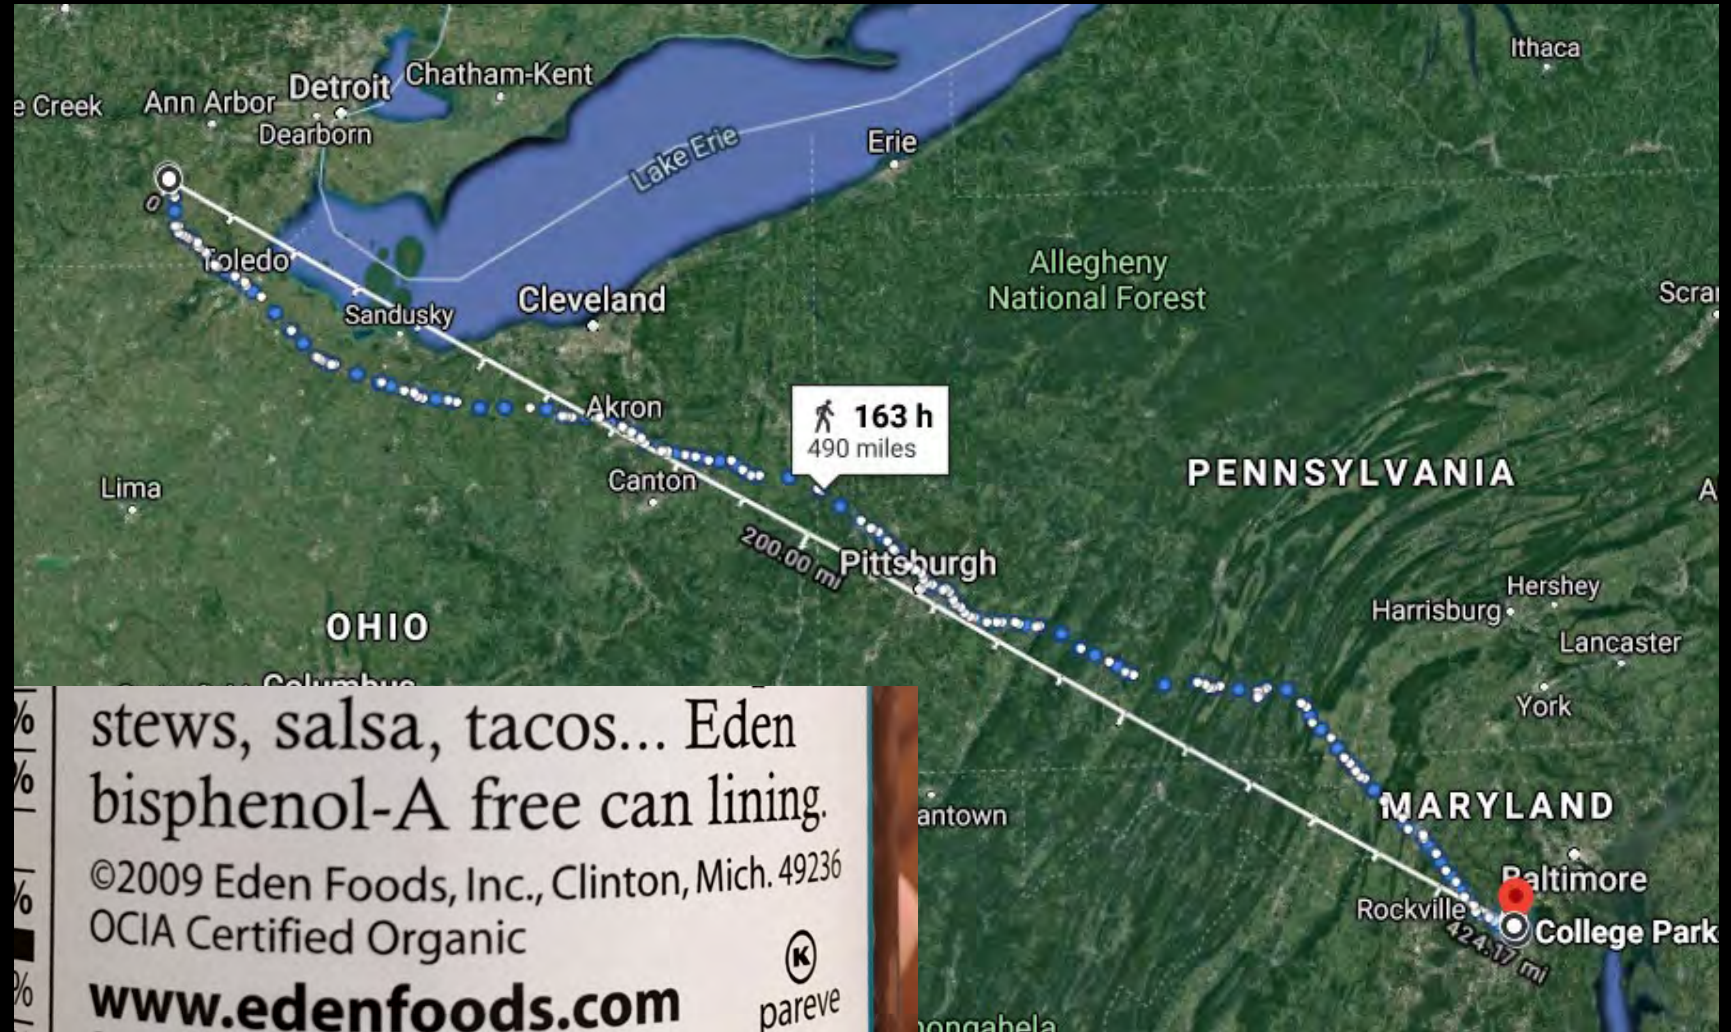 Ithaca
Detroit
Chatham-Kent
e Creek
Ann Arbor
Dearborn
Lake Erie
Erie
0
Toledo
Allegheny
National Forest
Sandusky
Cleveland
Scra
Akron
163 h
490 miles
Canton
PENNSYLVANIA
Lima
A
200.00 mi
Pittsburgh
Hershey
Harrisburg
OHIO
Lancaster
Columbus
York
MARYLAND
antown
Baltimore
Rockville
College Park
424.17 mi
ongahela
% stews, salsa, tacos... Eden
% bisphenol-A free can lining.
©2009 Eden Foods, Inc., Clinton, Mich. 49236
% OCIA Certified Organic
K
% www.edenfoods.com
pareve